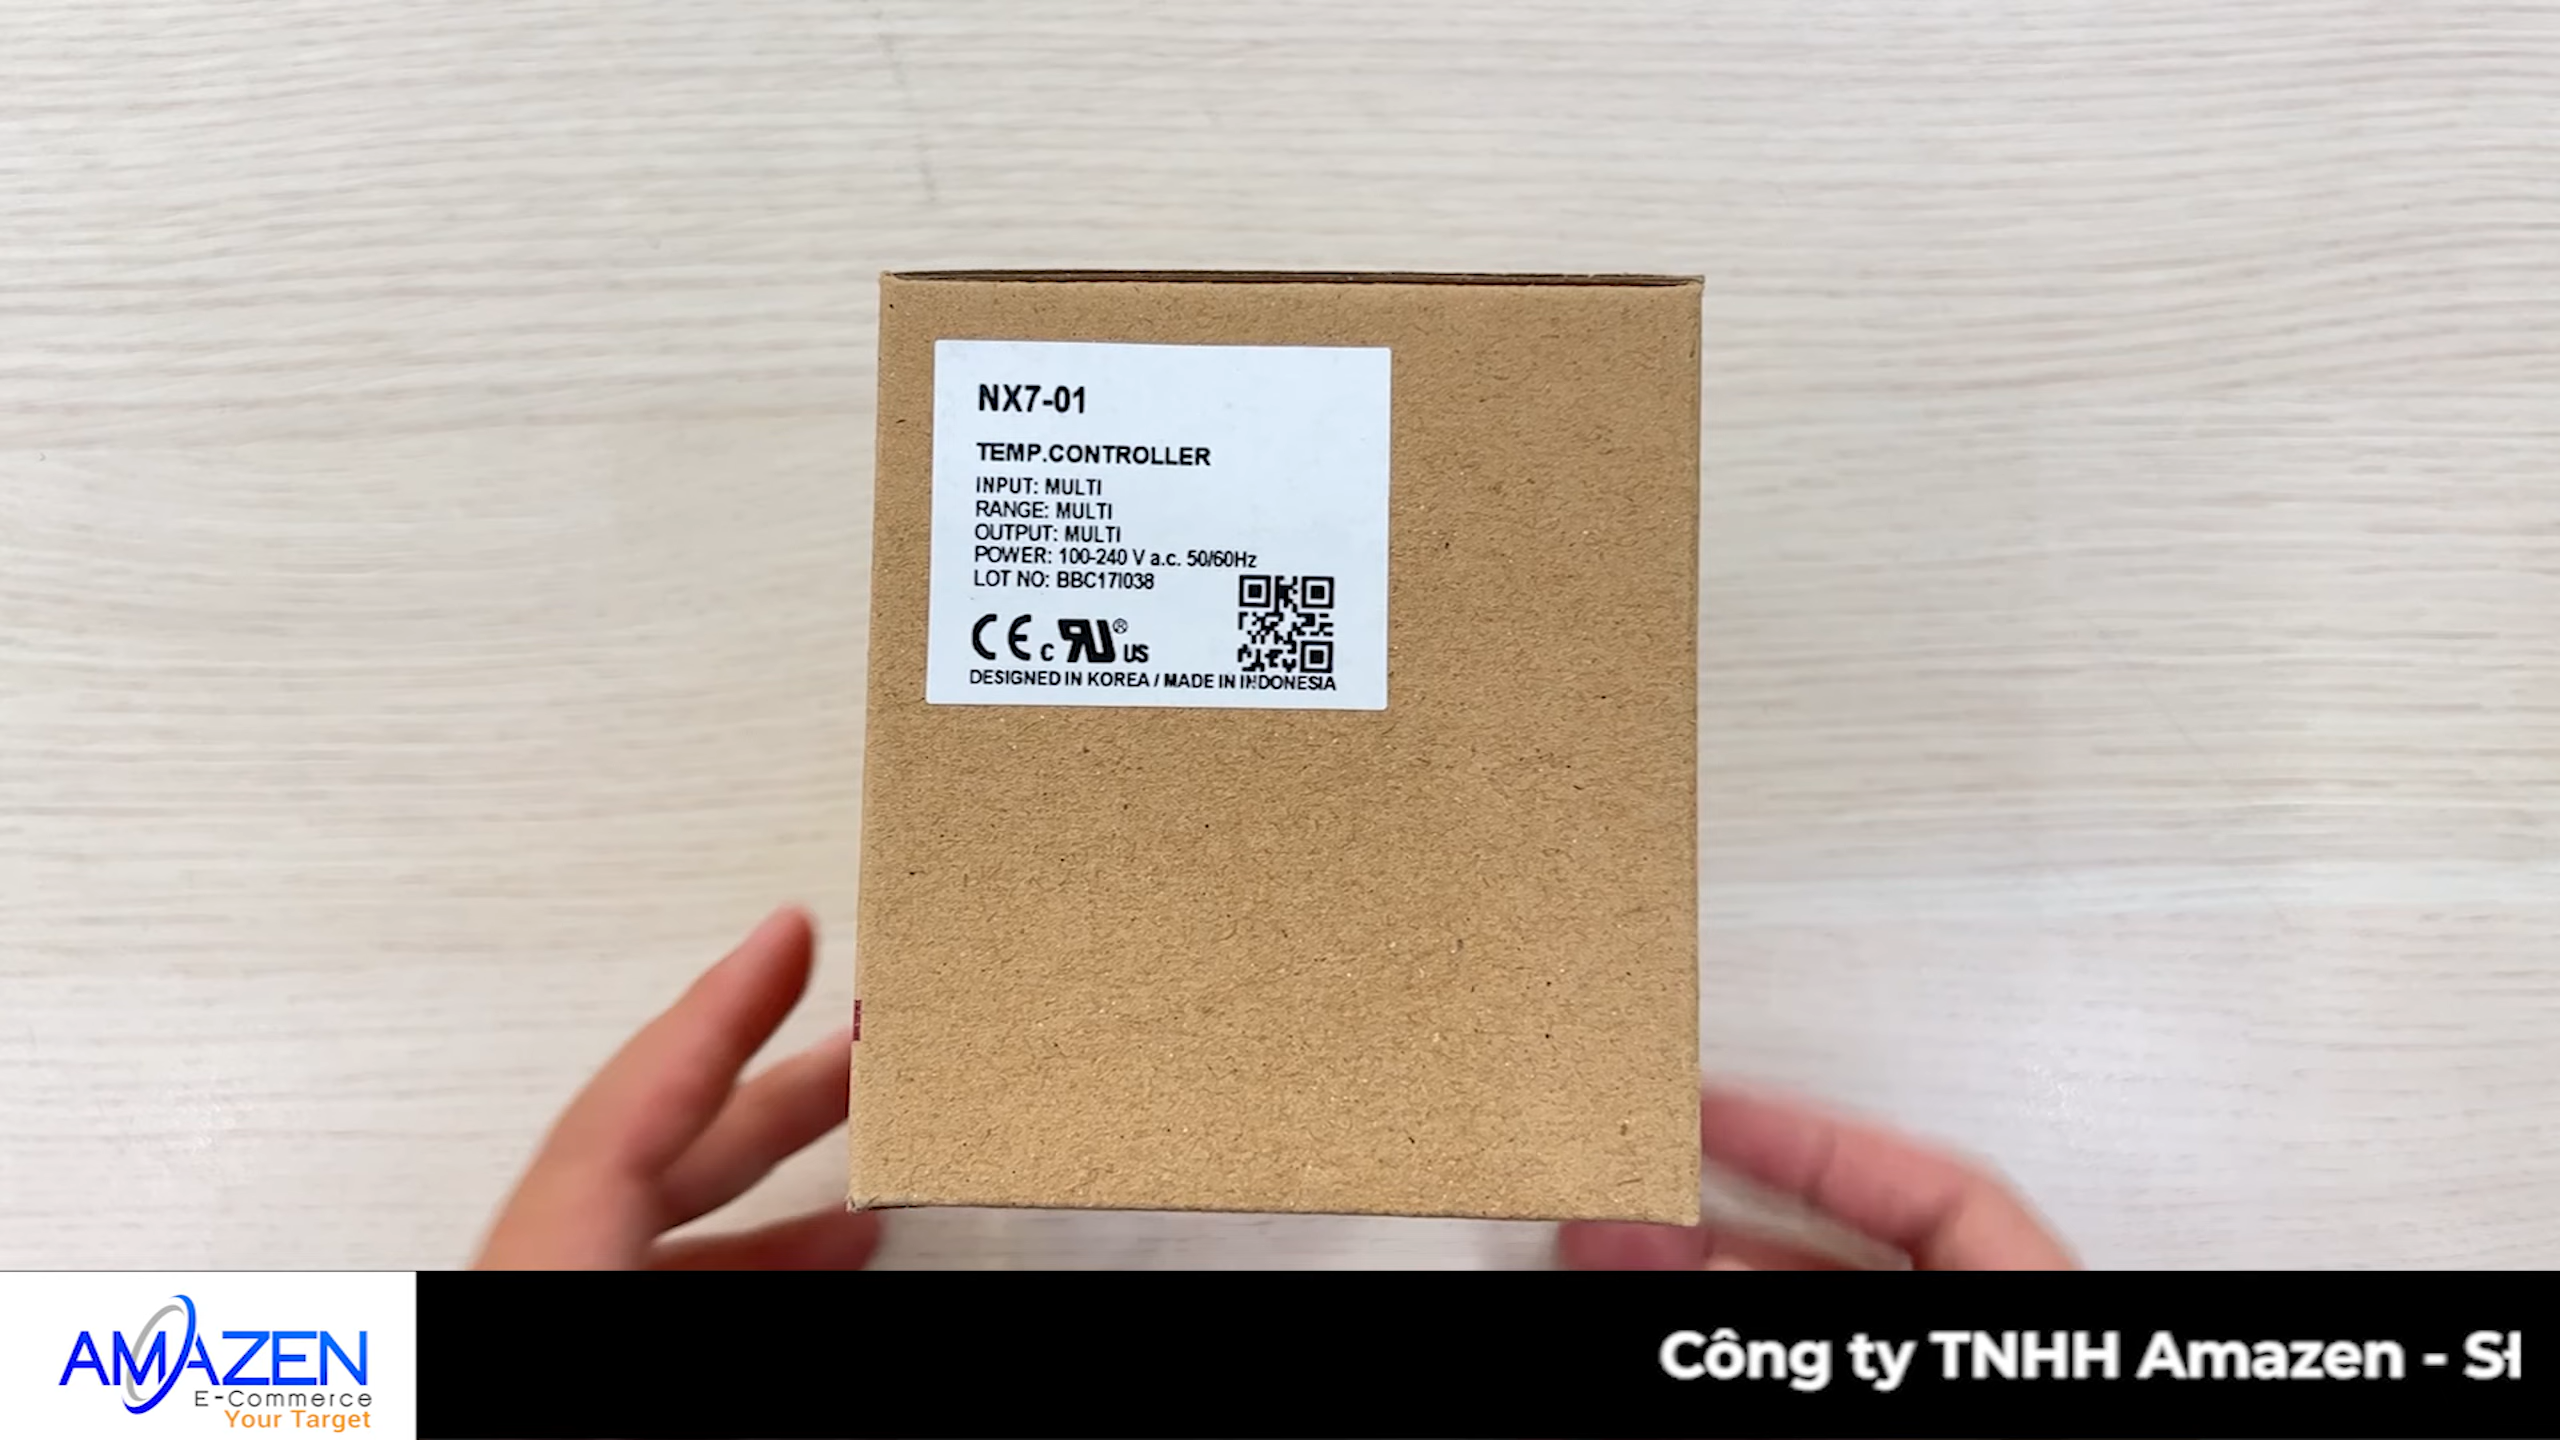 NX7-01
TEMP.CONTROLLER
INPUT: MULTI
RANGE: MULTI
OUTPUT: MULTI
POWER: 100-240 V a.c. 50/60Hz
LOT NO: BBC17I038
CE c RU® US
DESIGNED IN KOREA / MADE IN INDONESIA
AMAZEN
E-Commerce
Your Target
Công ty TNHH Amazen -